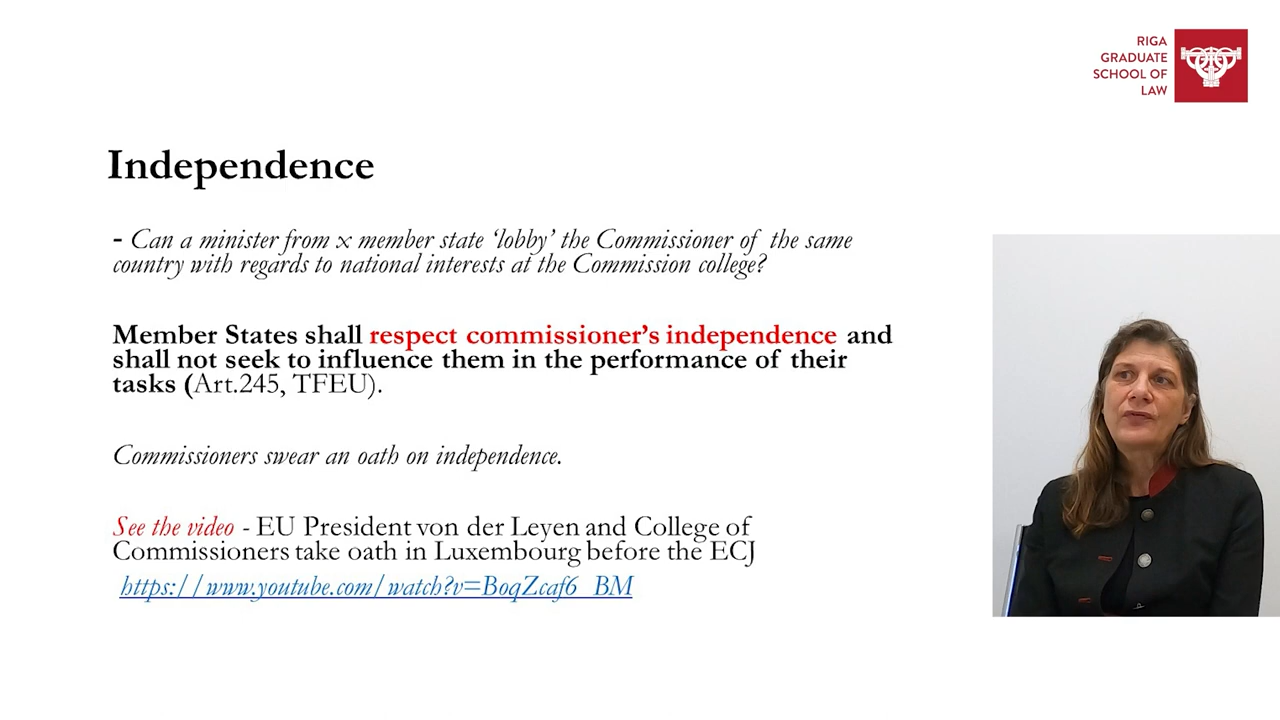 RIGA
GRADUATE
SCHOOL OF
LAW
Independence
- Can a minister from x member state ‘lobby’ the Commissioner of the same
country with regards to national interests at the Commission college?
Member States shall respect commissioner’s independence and
shall not seek to influence them in the performance of their
tasks (Art.245, TFEU).
Commissioners swear an oath on independence.
See the video - EU President von der Leyen and College of
Commissioners take oath in Luxembourg before the ECJ
https://www.youtube.com/watch?v=BoqZcaf6_BM